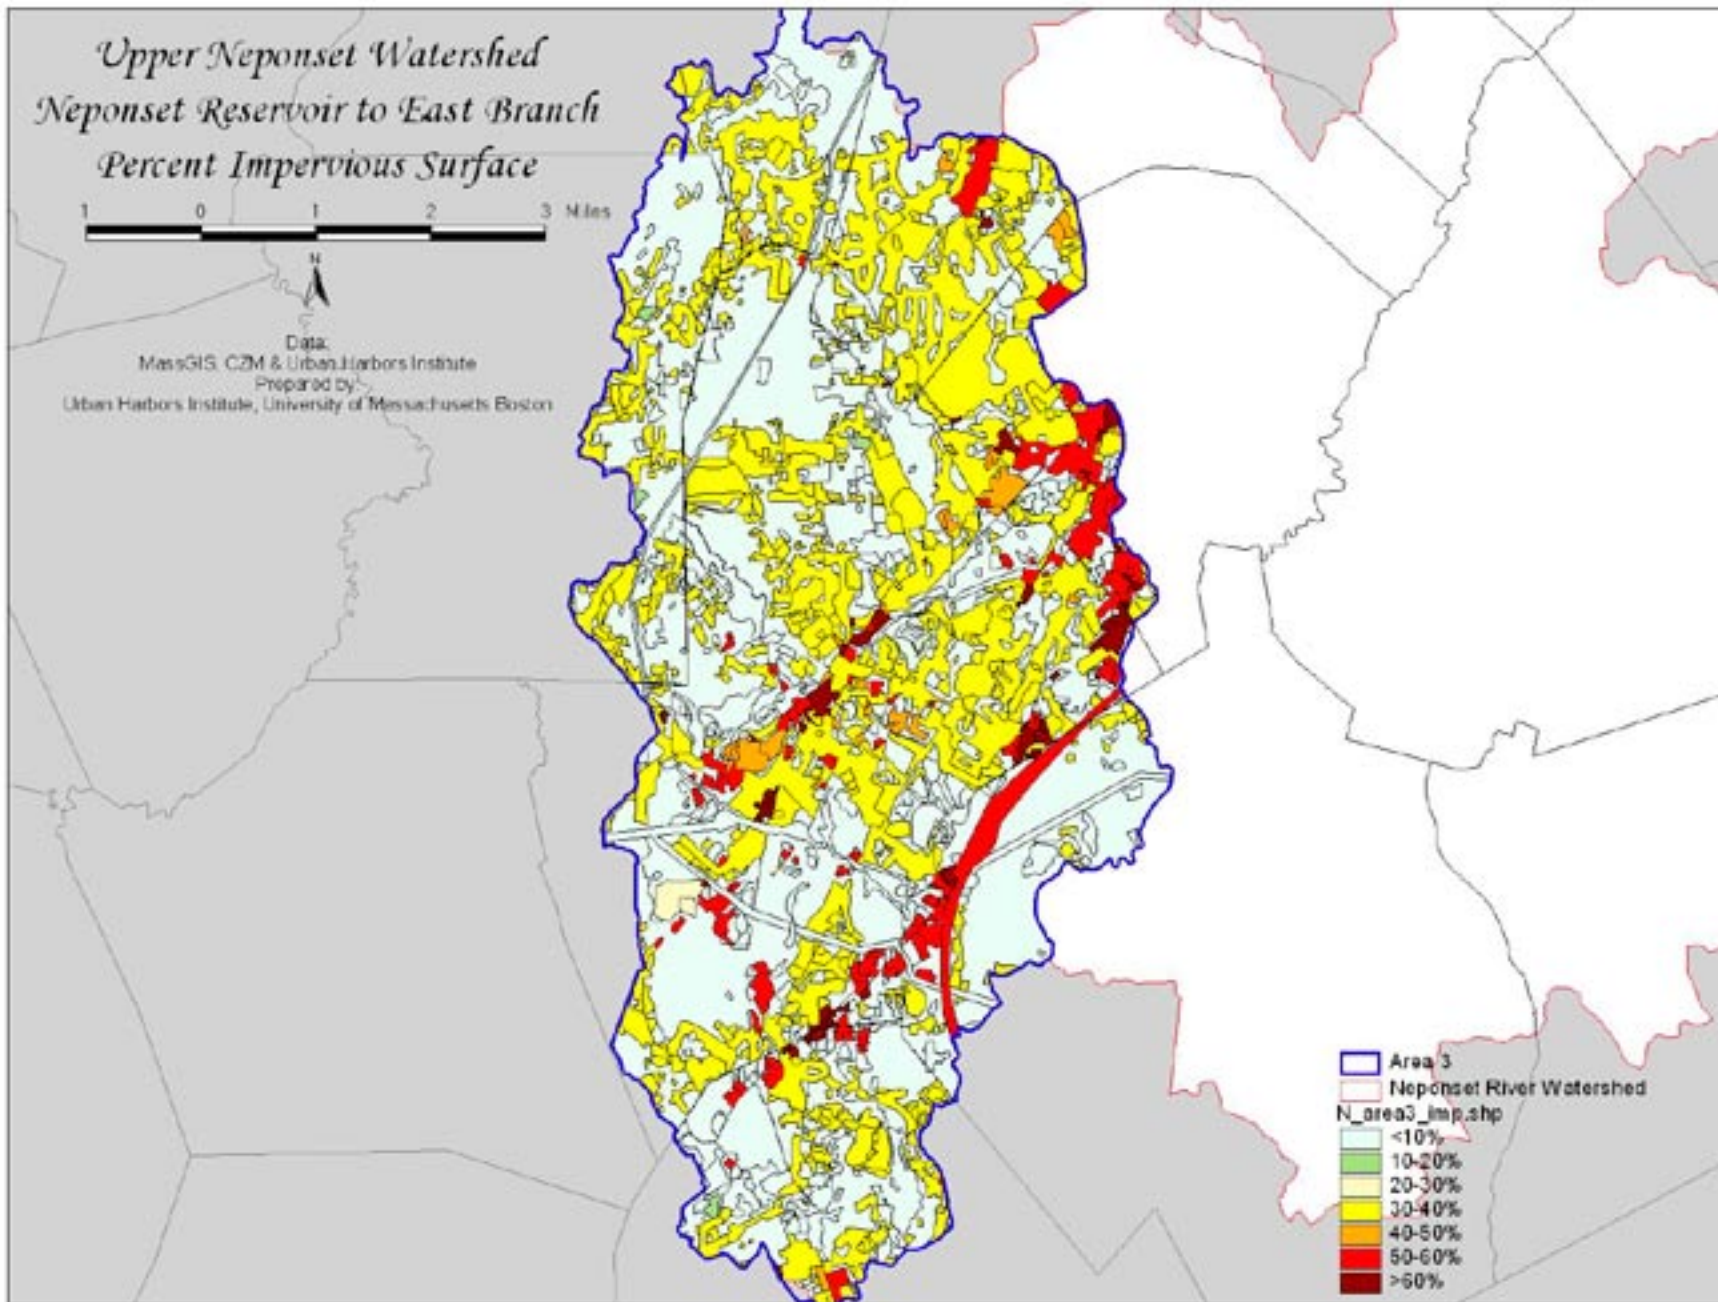 Upper Neponset Watershed
Neponset Reservoir to East Branch
Percent Impervious Surface
1 0 1 2 3 Miles
N
Data:
MassGIS, CZM & Urban Harbors Institute
Prepared by:
Urban Harbors Institute, University of Massachusetts Boston
Area 3
Neponset River Watershed
N_area3_imp.shp
<10%
10-20%
20-30%
30-40%
40-50%
50-60%
>60%